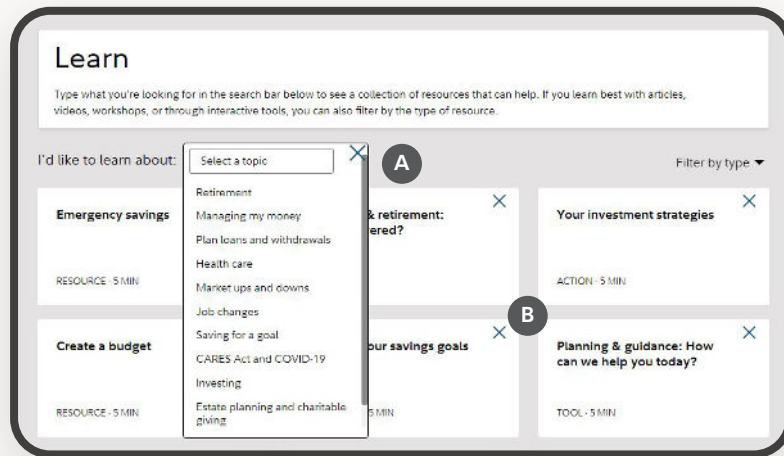 Learn
Type what you're looking for in the search bar below to see a collection of resources that can help. If you learn best with articles,
videos, workshops, or through interactive tools, you can also filter by the type of resource.
I'd like to learn about:
Select a topic
A
Filter by type
Retirement
Managing my money
Plan loans and withdrawals
Health care
Market ups and downs
Job changes
Saving for a goal
CARES Act and COVID-19
Investing
Estate planning and charitable
giving
Emergency savings
RESOURCE - 5 MIN
& retirement:
ered?
Your investment strategies
ACTION - 5 MIN
B
Create a budget
RESOURCE - 5 MIN
our savings goals
5 MIN
Planning & guidance: How
can we help you today?
TOOL - 5 MIN